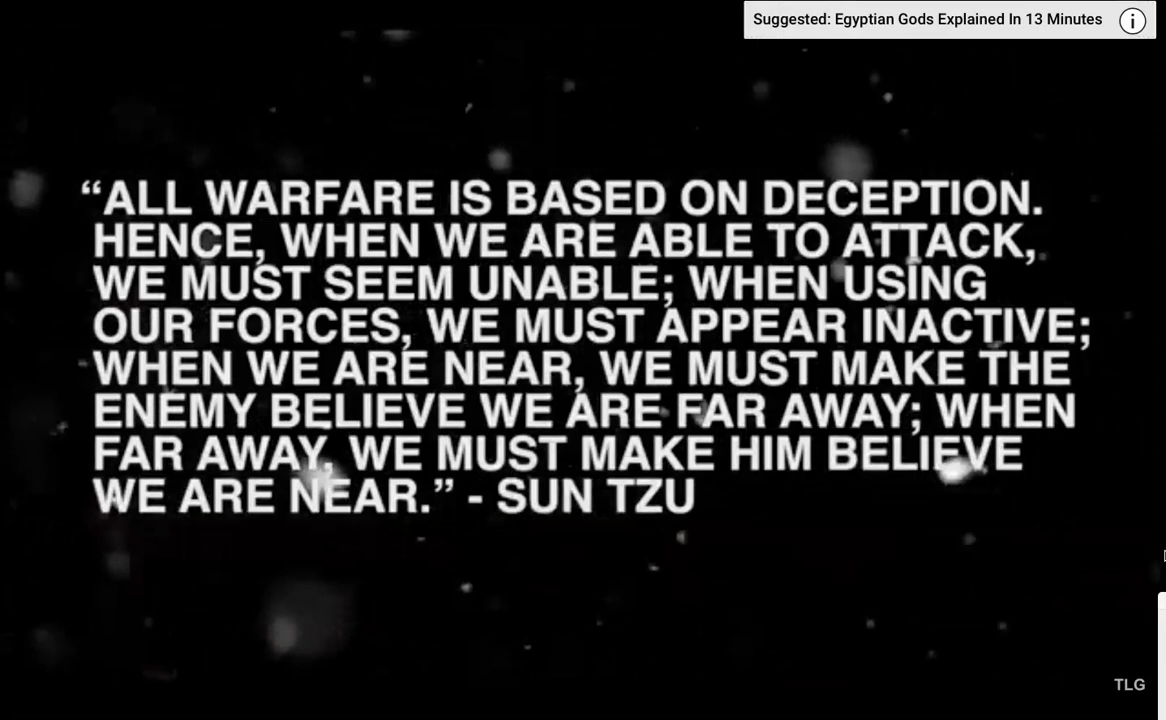 Suggested: Egyptian Gods Explained In 13 Minutes
“ALL WARFARE IS BASED ON DECEPTION.
HENCE, WHEN WE ARE ABLE TO ATTACK,
WE MUST SEEM UNABLE; WHEN USING
OUR FORCES, WE MUST APPEAR INACTIVE;
WHEN WE ARE NEAR, WE MUST MAKE THE
ENEMY BELIEVE WE ARE FAR AWAY; WHEN
FAR AWAY, WE MUST MAKE HIM BELIEVE
WE ARE NEAR.” - SUN TZU
TLG